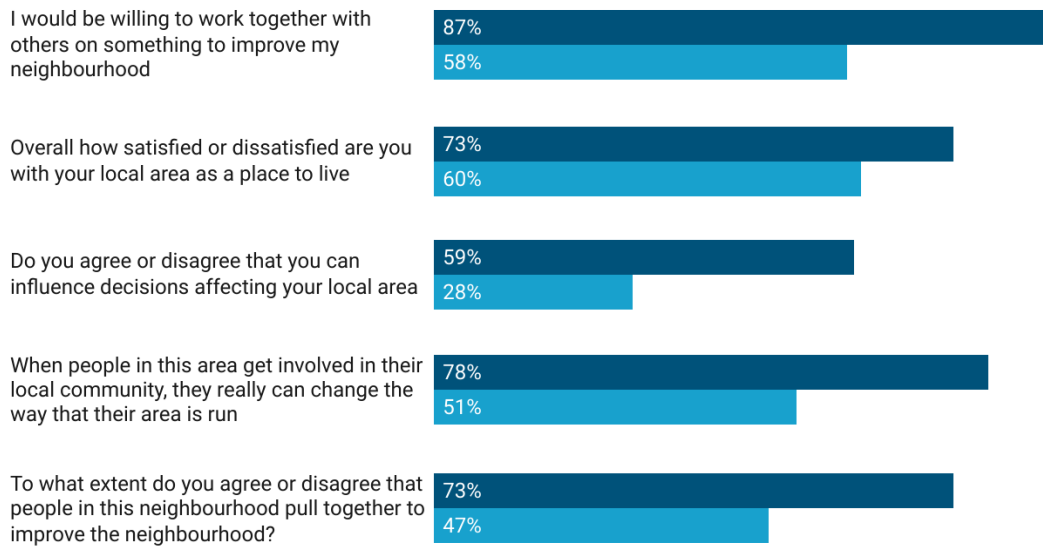 I would be willing to work together with
others on something to improve my
neighbourhood
87%
58%
Overall how satisfied or dissatisfied are you
with your local area as a place to live
73%
60%
Do you agree or disagree that you can
influence decisions affecting your local area
59%
28%
When people in this area get involved in their
local community, they really can change the
way that their area is run
78%
51%
To what extent do you agree or disagree that
people in this neighbourhood pull together to
improve the neighbourhood?
73%
47%